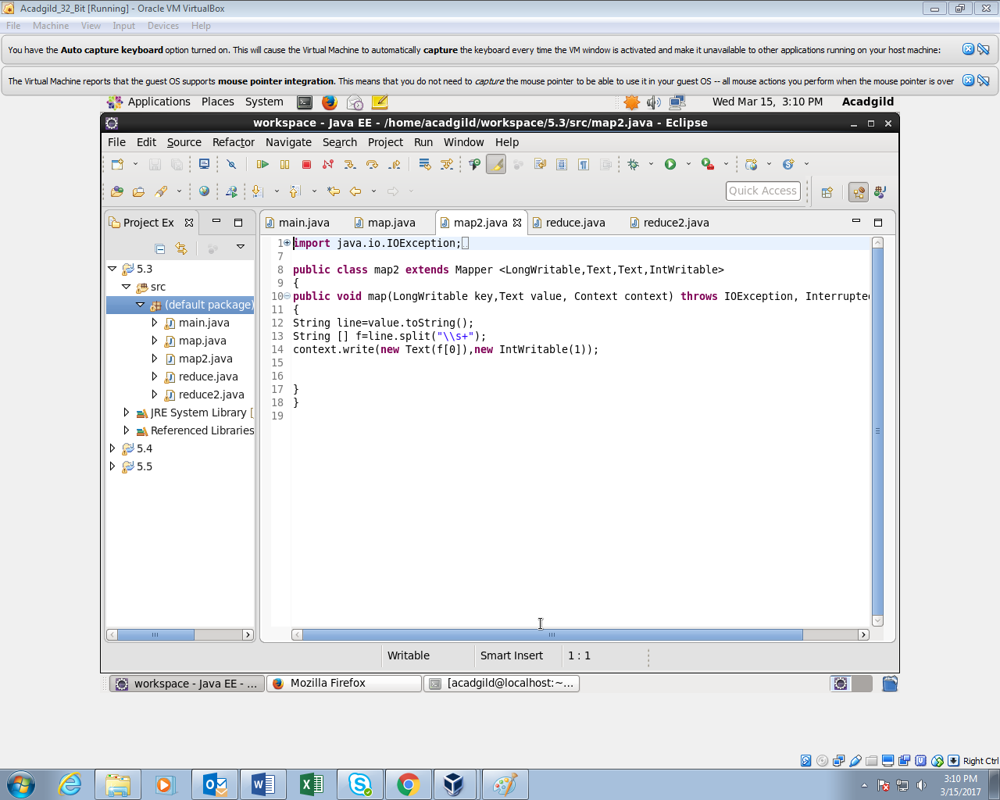 Acadgild_32_Bit [Running] - Oracle VM VirtualBox
File Machine View Input Devices Help
You have the Auto capture keyboard option turned on. This will cause the Virtual Machine to automatically capture the keyboard every time the VM window is activated and make it unavailable to other applications running on your host machine:
The Virtual Machine reports that the guest OS supports mouse pointer integration. This means that you do not need to capture the mouse pointer to be able to use it in your guest OS -- all mouse actions you perform when the mouse pointer is over
Applications Places System Wed Mar 15, 3:10 PM Acadgild
workspace - Java EE - /home/acadgild/workspace/5.3/src/map2.java - Eclipse
File Edit Source Refactor Navigate Search Project Run Window Help
Quick Access
Project Ex
main.java map.java map2.java reduce.java reduce2.java
5.3
src
(default package)
main.java
map.java
map2.java
reduce.java
reduce2.java
JRE System Library [
Referenced Libraries
5.4
5.5
1 import java.io.IOException;
7
8 public class map2 extends Mapper <LongWritable,Text,Text,IntWritable>
9 {
10 public void map(LongWritable key,Text value, Context context) throws IOException, Interrupte
11 {
12 String line=value.toString();
13 String [] f=line.split("\\s+");
14 context.write(new Text(f[0]),new IntWritable(1));
15
16
17 }
18 }
19
Writable Smart Insert 1 : 1
workspace - Java EE - ... Mozilla Firefox [acadgild@localhost:~...
Right Ctrl
3:10 PM
3/15/2017